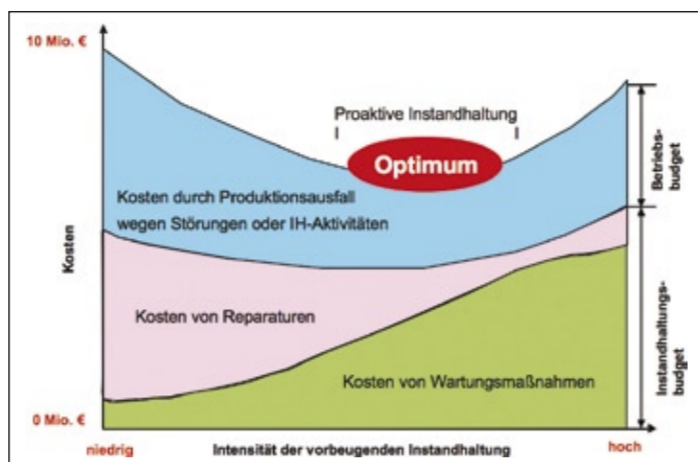 10 Mio. €
Proaktive Instandhaltung
Optimum
Kosten durch Produktionsausfall
wegen Störungen oder IH-Aktivitäten
Betriebs-
budget
Kosten
Kosten von Reparaturen
Kosten von Wartungsmaßnahmen
Instandhaltungs-
budget
0 Mio. €
niedrig
Intensität der vorbeugenden Instandhaltung
hoch